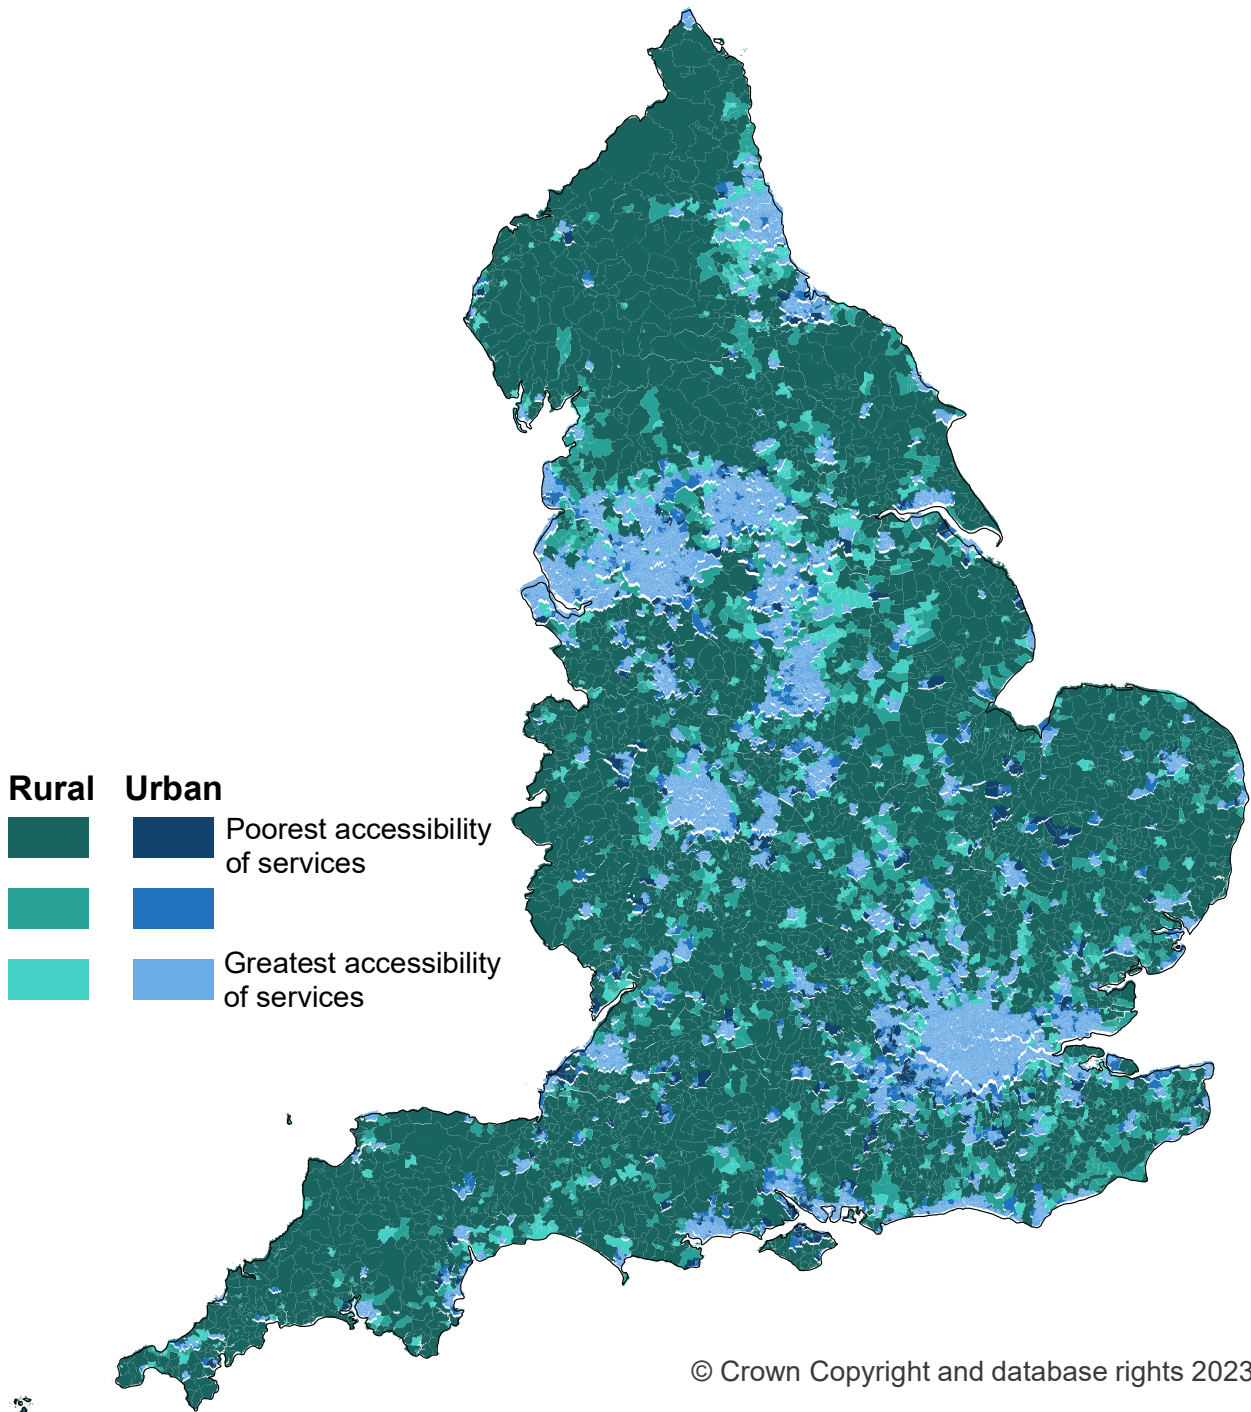 Rural Urban
Poorest accessibility
of services
Greatest accessibility
of services
© Crown Copyright and database rights 2023